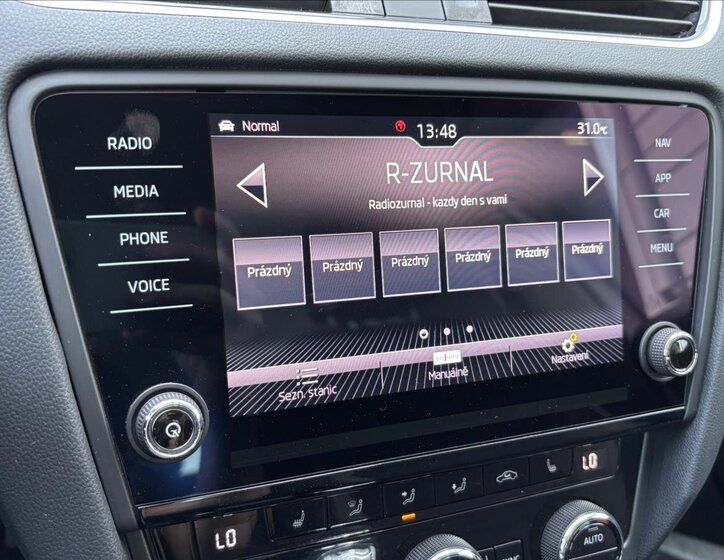 Normal
13:48
31.0°C
RADIO
MEDIA
PHONE
VOICE
R-ZURNAL
Radiozurnal - kazdy den s vami
Prázdný Prázdný Prázdný Prázdný Prázdný Prázdný
Sezn. stanic
Manuálně
Nastavení
NAV
APP
CAR
MENU
LO
LO
AUTO